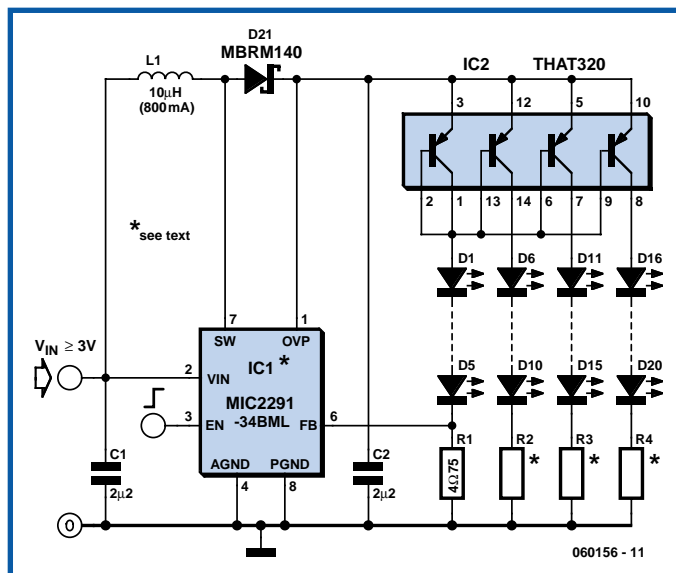 D21
MBRM140
L1
10µH
(800mA)
IC2 THAT320
3 12 5 10
2 1 13 14 6 7 9 8
*see text
D1 D6 D11 D16
VIN ≥ 3V
7 1
SW OVP
IC1 *
2 VIN
MIC2291
-34BML
3 EN FB 6
AGND PGND
4 8
D5 D10 D15 D20
R1 R2 R3 R4
4Ω75 * * *
C1
2µ2
C2
2µ2
0
060156 - 11